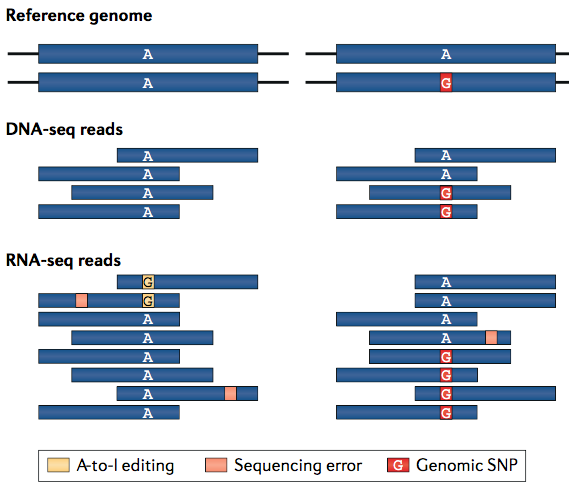 Reference genome
A A
A G
DNA-seq reads
A A
A A
A G
A G
RNA-seq reads
G A
G A
A A
A A
A G
A G
A G
A G
A-to-I editing Sequencing error G Genomic SNP